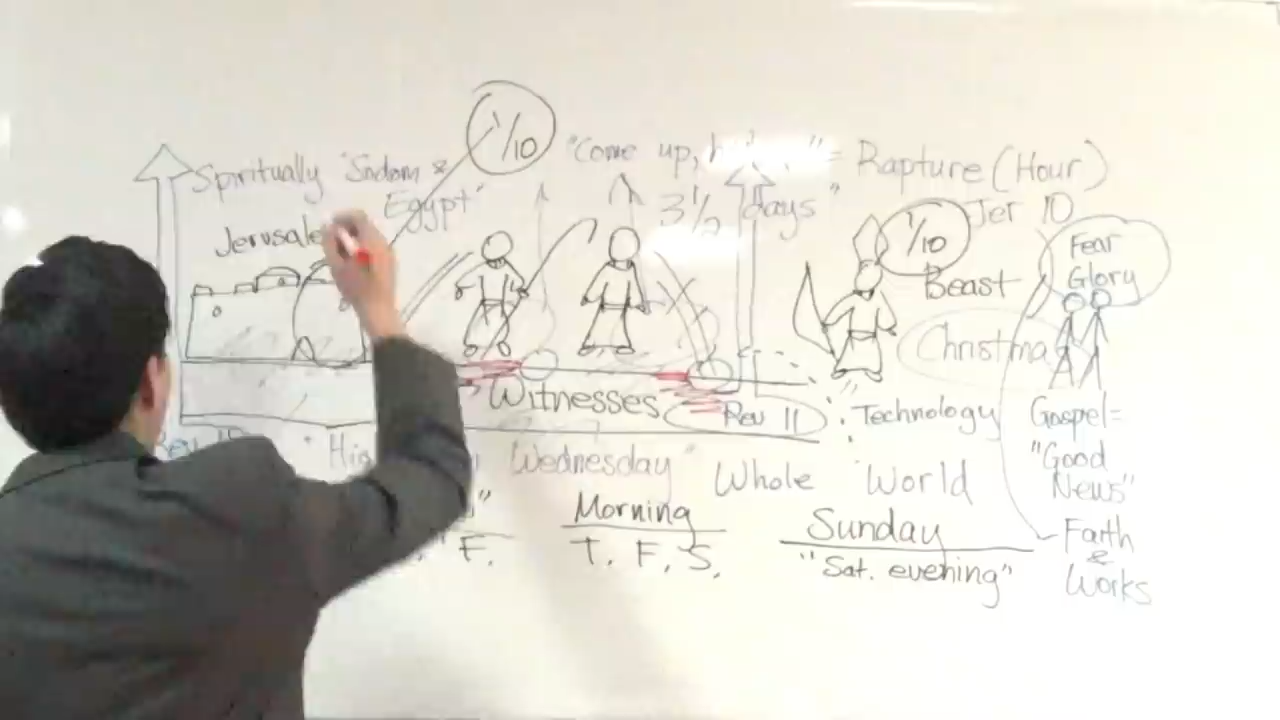 1/10
"Come up, = Rapture (Hour)
Spiritually "Sodom &
Egypt"
3 1/2 days"
Jer 10
1/10
Fear
Glory
Beast
Christmas
Witnesses
Rev 11
Technology
Gospel=
"Good
News"
Wednesday"
Whole World
Morning
Sunday
Faith
&
Works
F.
T. F. S.
"Sat. evening"